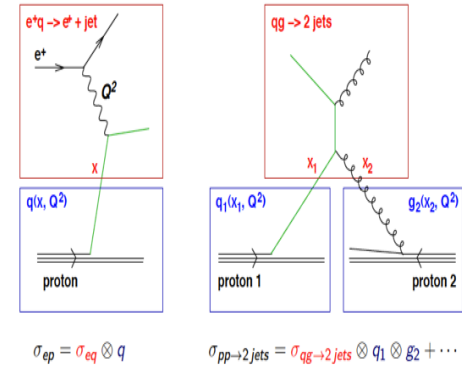 e⁺q -> e⁺ + jet
e⁺
Q²
x
q(x, Q²)
proton
σ_ep = σ_eq ⊗ q
qg -> 2 jets
x₁
x₂
q₁(x₁, Q²)
g₂(x₂, Q²)
proton 1
proton 2
σ_pp→2 jets = σ_qg→2 jets ⊗ q₁ ⊗ g₂ + ···